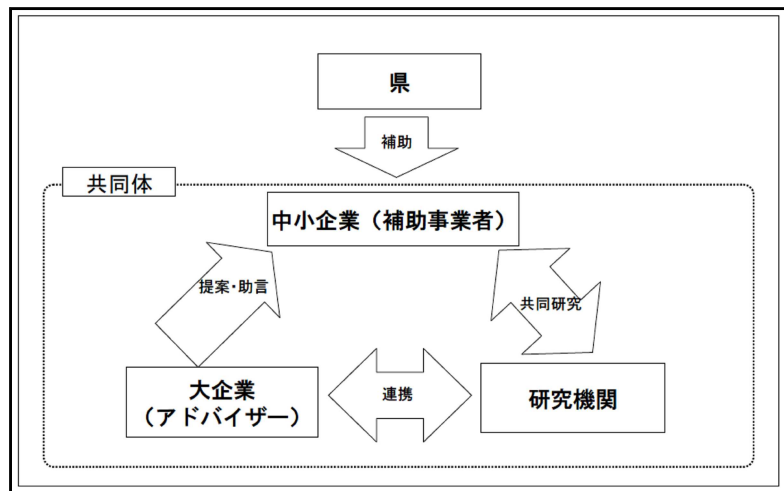 県
補助
共同体
中小企業（補助事業者）
提案・助言
共同研究
大企業
（アドバイザー）
連携
研究機関